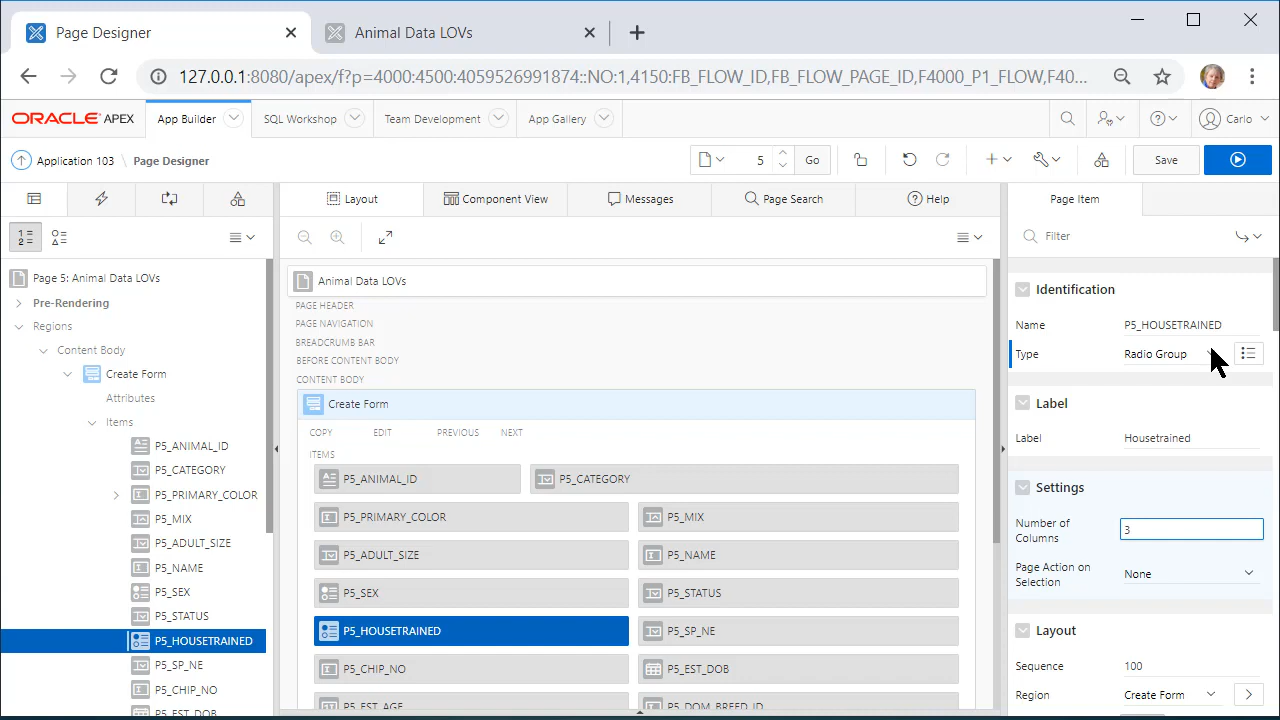 Page Designer
Animal Data LOVs
127.0.0.1:8080/apex/f?p=4000:4500:4059526991874::NO:1,4150:FB_FLOW_ID,FB_FLOW_PAGE_ID,F4000_P1_FLOW,F40...
ORACLE APEX
App Builder
SQL Workshop
Team Development
App Gallery
Carlo
Application 103 \ Page Designer
5
Go
Save
Layout
Component View
Messages
Page Search
Help
Page Item
Page 5: Animal Data LOVs
Pre-Rendering
Regions
Content Body
Create Form
Attributes
Items
P5_ANIMAL_ID
P5_CATEGORY
P5_PRIMARY_COLOR
P5_MIX
P5_ADULT_SIZE
P5_NAME
P5_SEX
P5_STATUS
P5_HOUSETRAINED
P5_SP_NE
P5_CHIP_NO
P5_EST_DOB
Animal Data LOVs
PAGE HEADER
PAGE NAVIGATION
BREADCRUMB BAR
BEFORE CONTENT BODY
CONTENT BODY
Create Form
COPY EDIT PREVIOUS NEXT
ITEMS
P5_ANIMAL_ID P5_CATEGORY
P5_PRIMARY_COLOR P5_MIX
P5_ADULT_SIZE P5_NAME
P5_SEX P5_STATUS
P5_HOUSETRAINED P5_SP_NE
P5_CHIP_NO P5_EST_DOB
P5_EST_AGE P5_DOM_BREED_ID
Filter
Identification
Name P5_HOUSETRAINED
Type Radio Group
Label
Label Housetrained
Settings
Number of
Columns
3
Page Action on
Selection
None
Layout
Sequence 100
Region Create Form